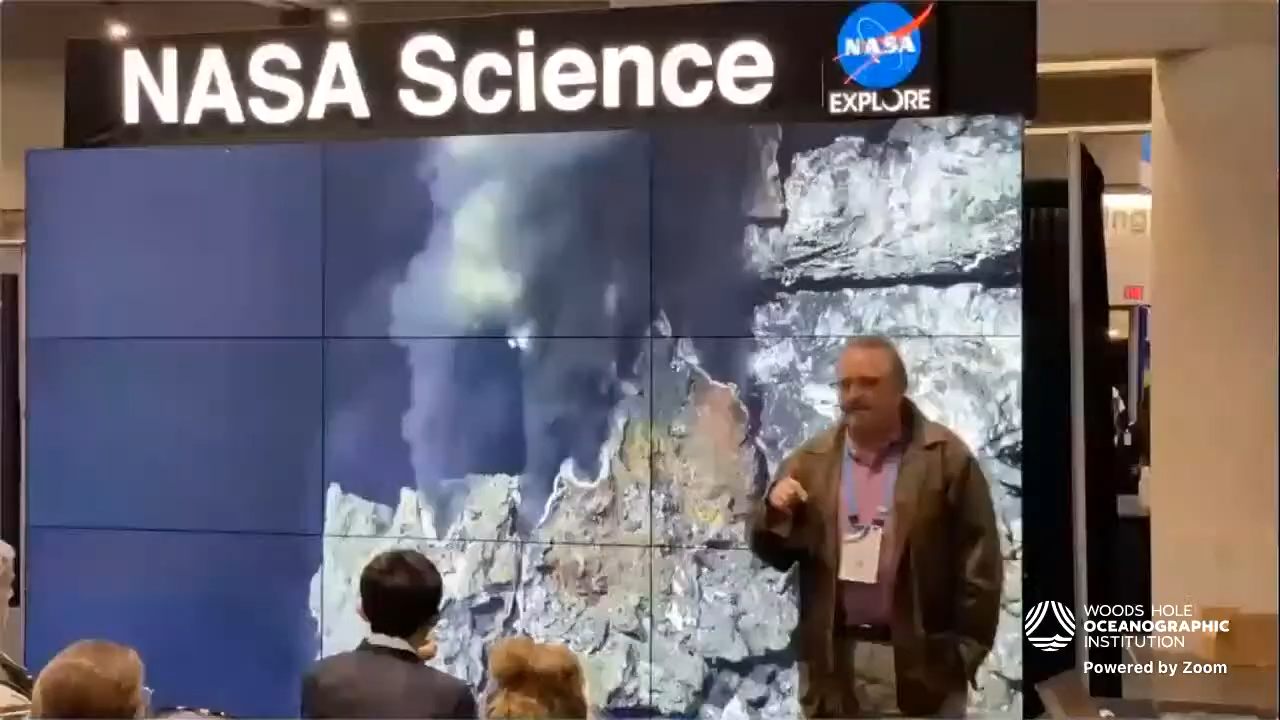 NASA Science
NASA
EXPLORE
WOODS HOLE
OCEANOGRAPHIC
INSTITUTION
Powered by Zoom